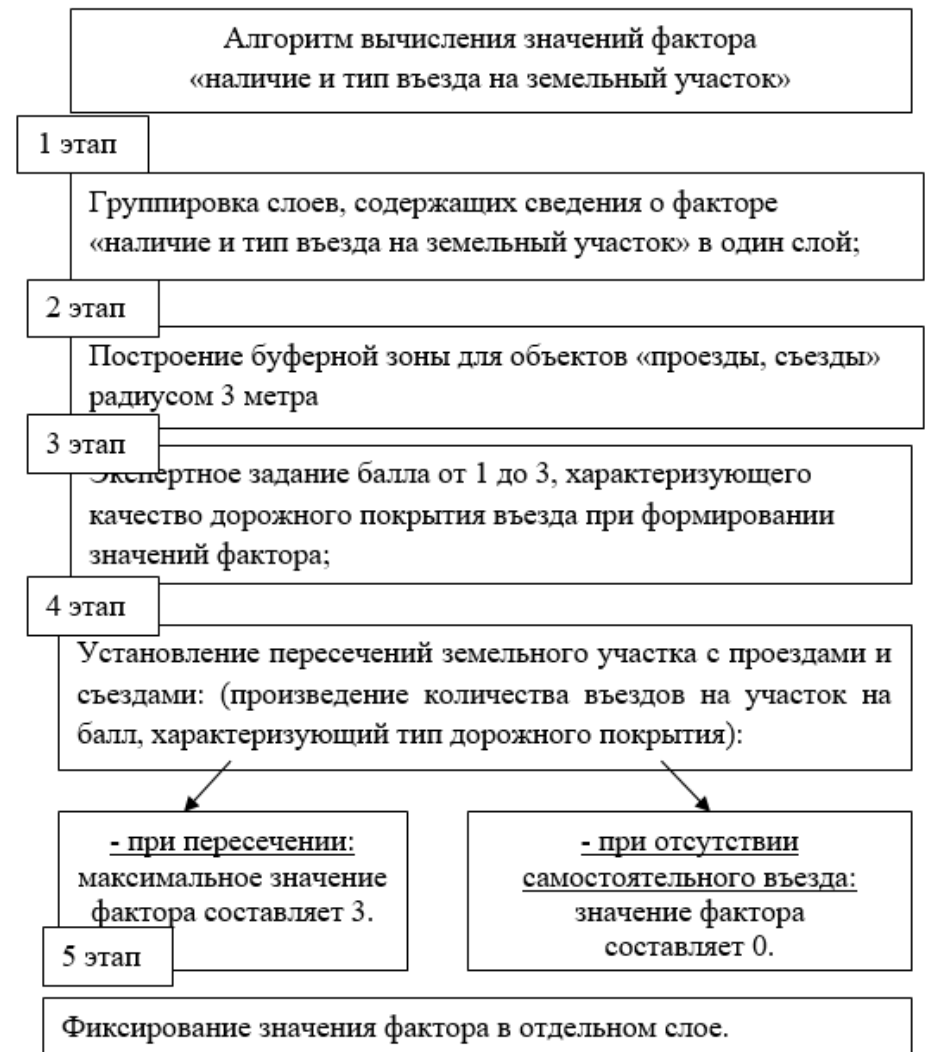 Алгоритм вычисления значений фактора
«наличие и тип въезда на земельный участок»
1 этап
Группировка слоев, содержащих сведения о факторе
«наличие и тип въезда на земельный участок» в один слой;
2 этап
Построение буферной зоны для объектов «проезды, съезды»
радиусом 3 метра
3 этап
Экспертное задание балла от 1 до 3, характеризующего
качество дорожного покрытия въезда при формировании
значений фактора;
4 этап
Установление пересечений земельного участка с проездами и
съездами: (произведение количества въездов на участок на
балл, характеризующий тип дорожного покрытия):
- при пересечении:
максимальное значение
фактора составляет 3.
- при отсутствии
самостоятельного въезда:
значение фактора
составляет 0.
5 этап
Фиксирование значения фактора в отдельном слое.